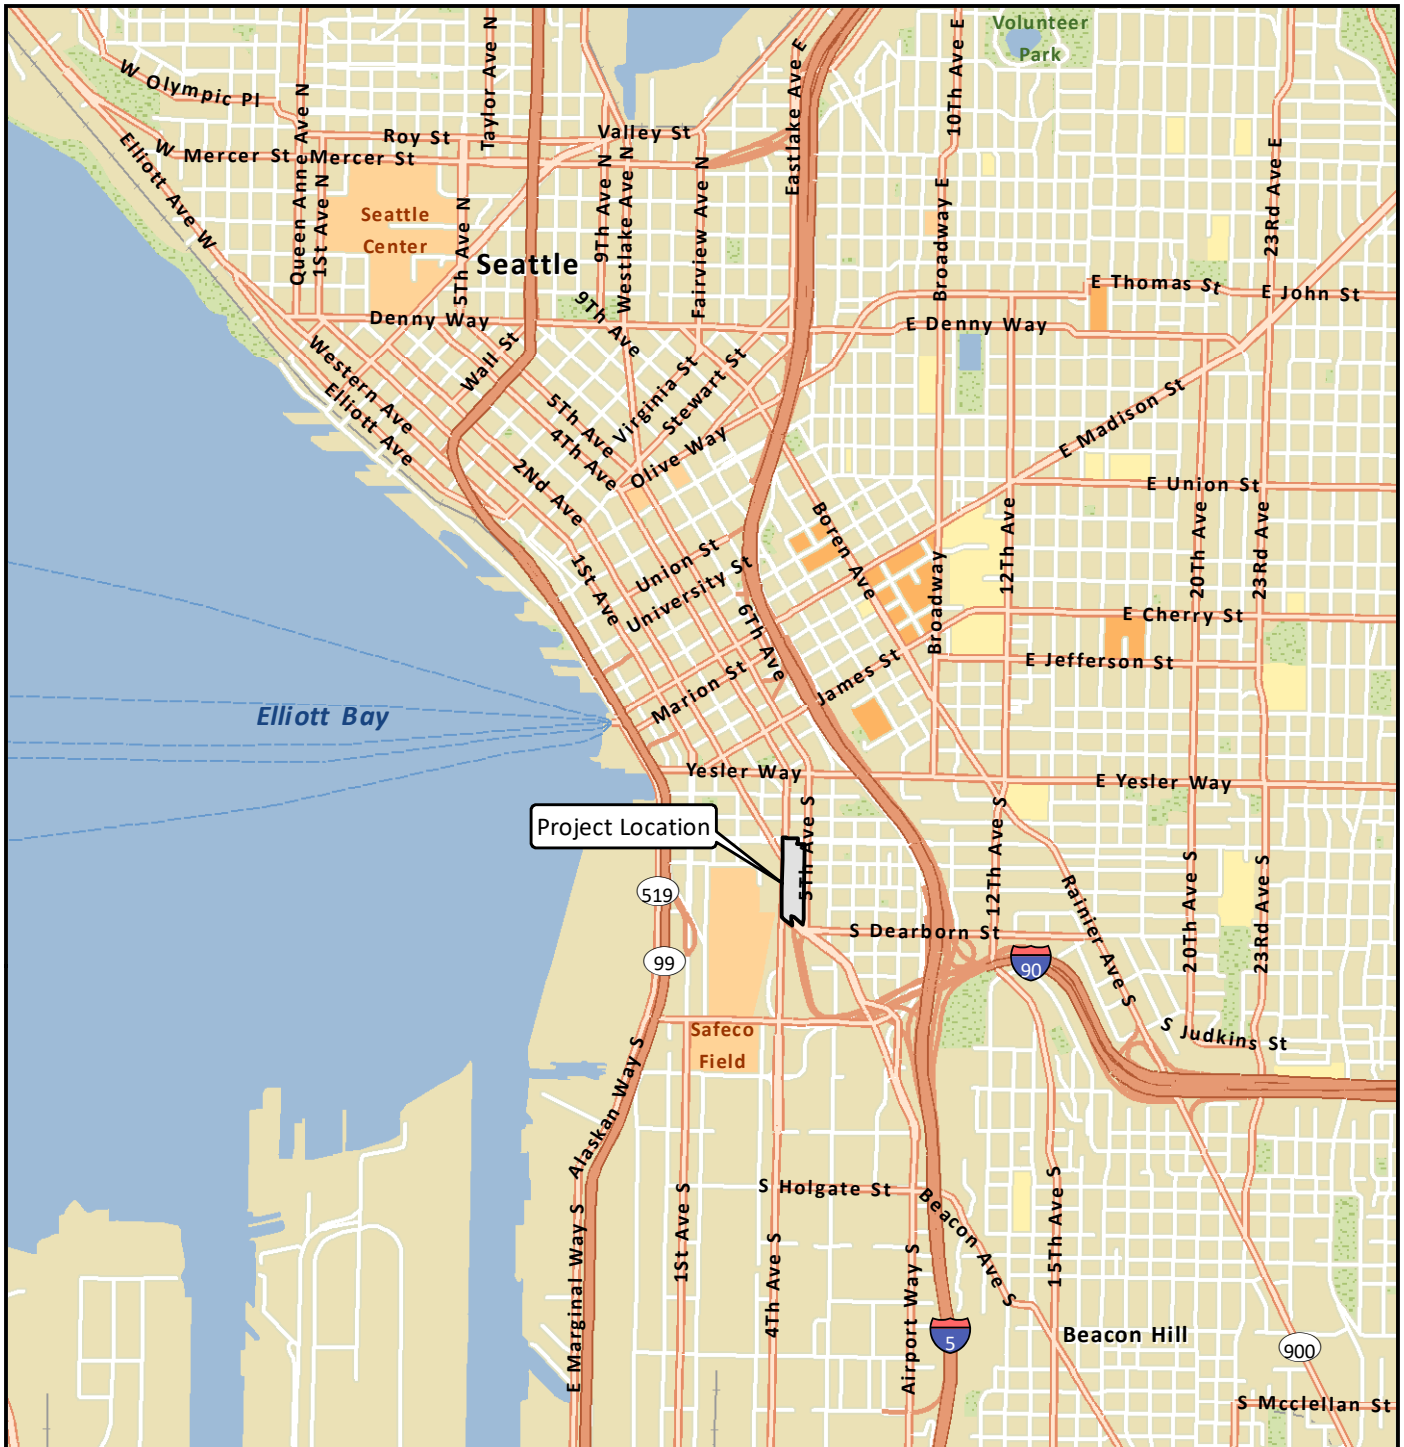 Volunteer
Park
W Olympic Pl
Queen Anne Ave N
Taylor Ave N
Eastlake Ave E
10Th Ave E
Roy St
Valley St
W Mercer St
Mercer St
Elliott Ave W
1St Ave N
5Th Ave N
9Th Ave N
Westlake Ave N
Fairview Ave N
Broadway E
23Rd Ave E
Seattle
Center
Seattle
E Thomas St
E John St
Denny Way
9Th Ave
E Denny Way
Western Ave
Elliott Ave
Wall St
5Th Ave
4Th Ave
Virginia St
Stewart St
Olive Way
E Madison St
2Nd Ave
E Union St
Boren Ave
12Th Ave
20Th Ave
23Rd Ave
1St Ave
Union St
University St
6Th Ave
Broadway
E Cherry St
E Jefferson St
James St
Marion St
Elliott Bay
Yesler Way
E Yesler Way
Project Location
5Th Ave S
12Th Ave S
519
Rainier Ave S
20Th Ave S
23Rd Ave S
S Dearborn St
99
90
Safeco
Field
S Judkins St
Alaskan Way S
S Holgate St
Beacon Ave S
15Th Ave S
E Marginal Way S
1St Ave S
4Th Ave S
Airport Way S
5
Beacon Hill
900
S Mcclellan St